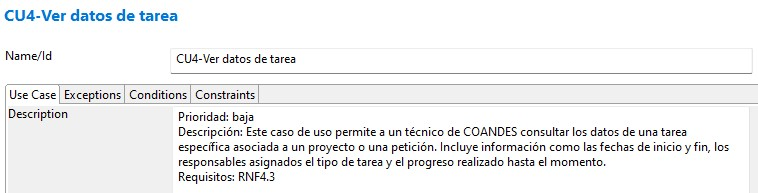 CU4-Ver datos de tarea
Name/Id
CU4-Ver datos de tarea
Use Case
Exceptions
Conditions
Constraints
Description
Prioridad: baja
Descripción: Este caso de uso permite a un técnico de COANDES consultar los datos de una tarea
específica asociada a un proyecto o una petición. Incluye información como las fechas de inicio y fin, los
responsables asignados el tipo de tarea y el progreso realizado hasta el momento.
Requisitos: RNF4.3